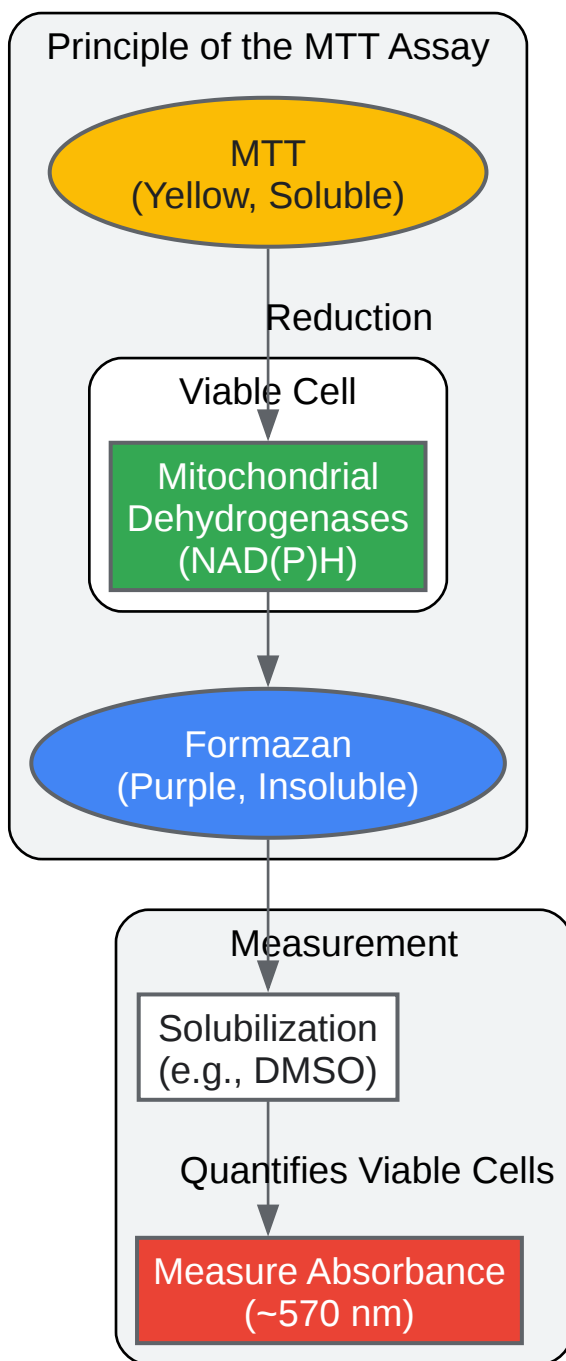 Principle of the MTT Assay
MTT
(Yellow, Soluble)
Reduction
Viable Cell
Mitochondrial
Dehydrogenases
(NAD(P)H)
Formazan
(Purple, Insoluble)
Measurement
Solubilization
(e.g., DMSO)
Quantifies Viable Cells
Measure Absorbance
(~570 nm)